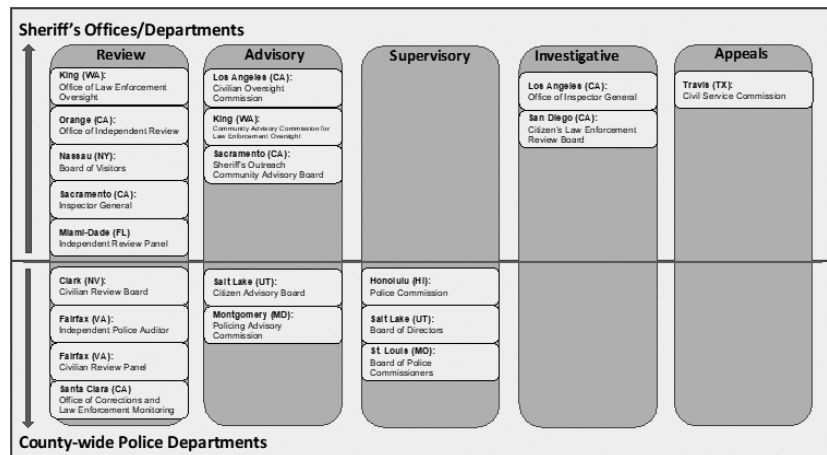 Sheriff's Offices/Departments
Review
King (WA):
Office of Law Enforcement
Oversight
Orange (CA):
Office of Independent Review
Nassau (NY):
Board of Visitors
Sacramento (CA):
Inspector General
Miami-Dade (FL)
Independent Review Panel
Clark (NV):
Civilian Review Board
Fairfax (VA):
Independent Police Auditor
Fairfax (VA):
Civilian Review Panel
Santa Clara (CA)
Office of Corrections and
Law Enforcement Monitoring
Advisory
Los Angeles (CA):
Civilian Oversight
Commission
King (WA):
Community Advisory Commission for
Law Enforcement Oversight
Sacramento (CA):
Sheriff's Outreach
Community Advisory Board
Salt Lake (UT):
Citizen Advisory Board
Montgomery (MD):
Policing Advisory
Commission
Supervisory
Honolulu (HI):
Police Commission
Salt Lake (UT):
Board of Directors
St. Louis (MO):
Board of Police
Commissioners
Investigative
Los Angeles (CA):
Office of Inspector General
San Diego (CA):
Citizen's Law Enforcement
Review Board
Appeals
Travis (TX):
Civil Service Commission
County-wide Police Departments